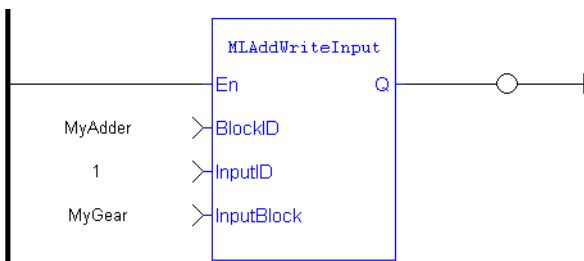 MLAddWriteInput
En Q
MyAdder BlockID
1 InputID
MyGear InputBlock